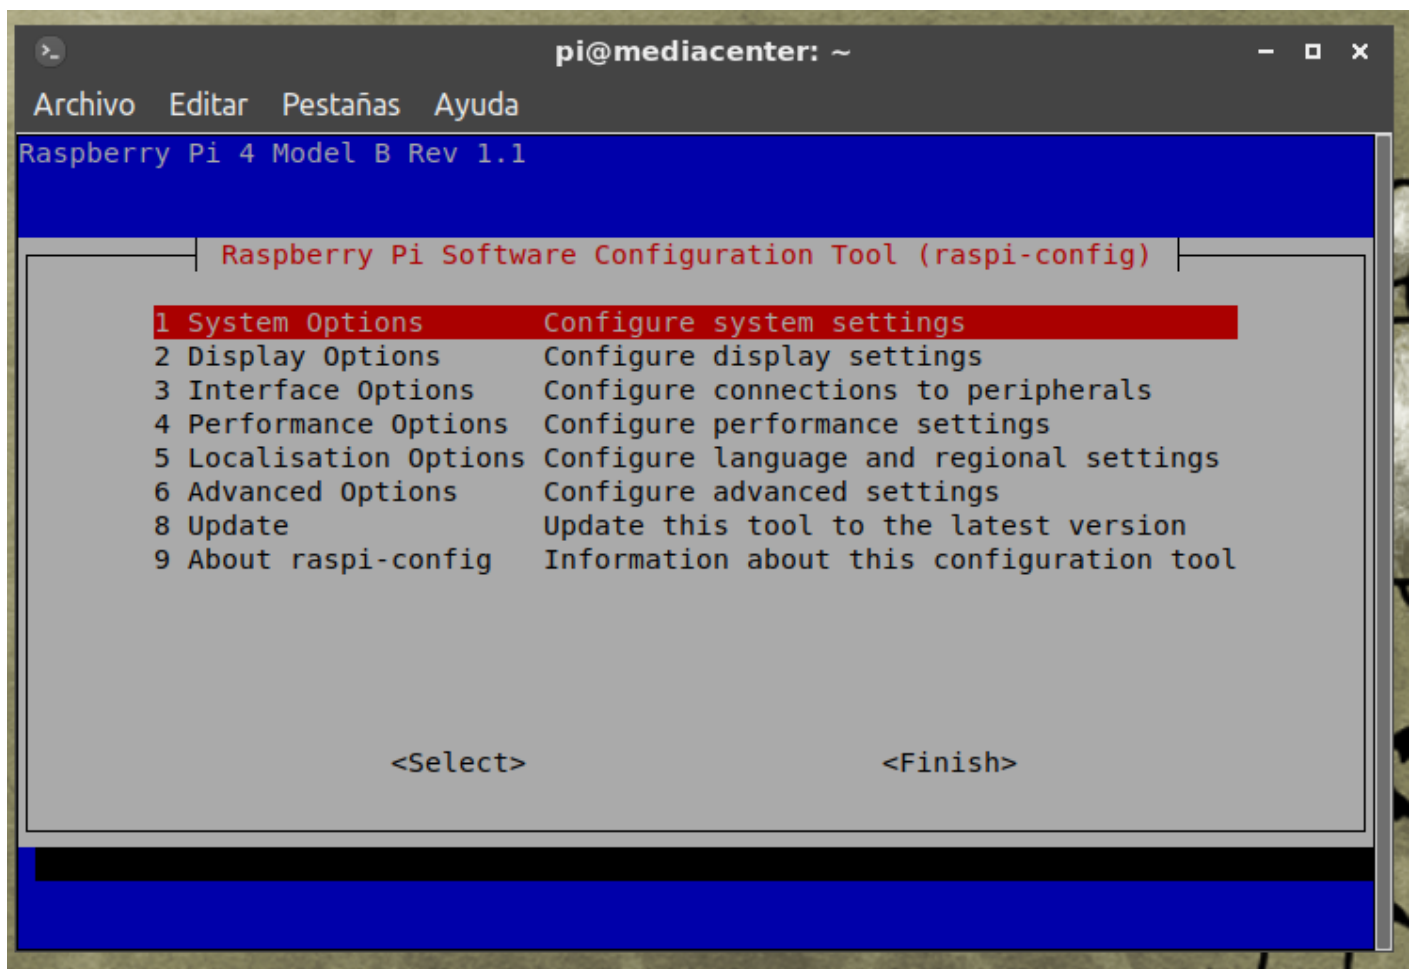 pi@mediacenter: ~
Archivo Editar Pestañas Ayuda
Raspberry Pi 4 Model B Rev 1.1
Raspberry Pi Software Configuration Tool (raspi-config)
1 System Options Configure system settings
2 Display Options Configure display settings
3 Interface Options Configure connections to peripherals
4 Performance Options Configure performance settings
5 Localisation Options Configure language and regional settings
6 Advanced Options Configure advanced settings
8 Update Update this tool to the latest version
9 About raspi-config Information about this configuration tool
<Select> <Finish>